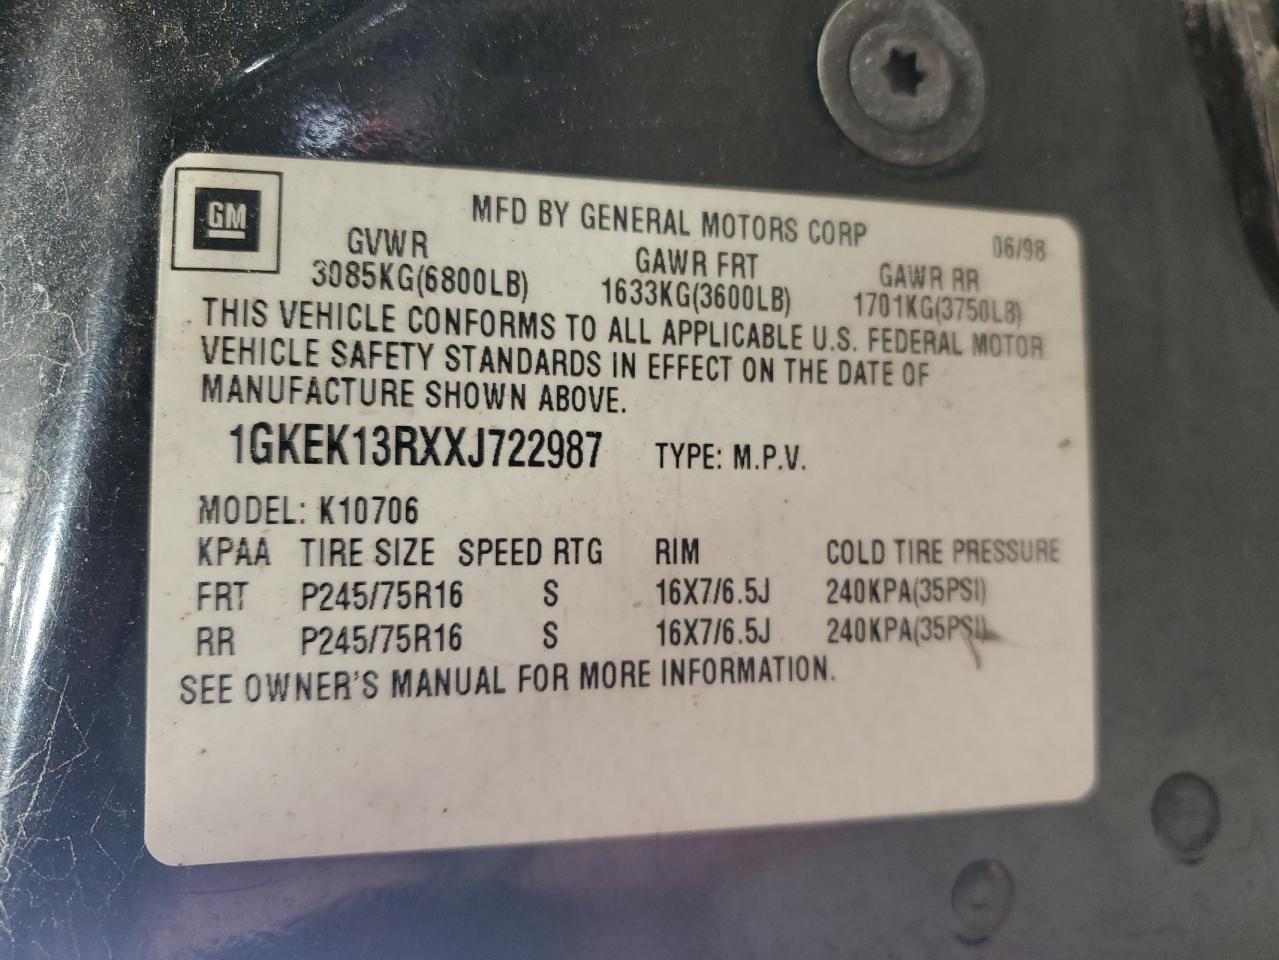 GM
MFD BY GENERAL MOTORS CORP 06/98
GVWR GAWR FRT GAWR RR
3085KG(6800LB) 1633KG(3600LB) 1701KG(3750LB)
THIS VEHICLE CONFORMS TO ALL APPLICABLE U.S. FEDERAL MOTOR
VEHICLE SAFETY STANDARDS IN EFFECT ON THE DATE OF
MANUFACTURE SHOWN ABOVE.
1GKEK13RXXJ722987 TYPE: M.P.V.
MODEL: K10706
KPAA TIRE SIZE SPEED RTG RIM COLD TIRE PRESSURE
FRT P245/75R16 S 16X7/6.5J 240KPA(35PSI)
RR P245/75R16 S 16X7/6.5J 240KPA(35PSI)
SEE OWNER'S MANUAL FOR MORE INFORMATION.